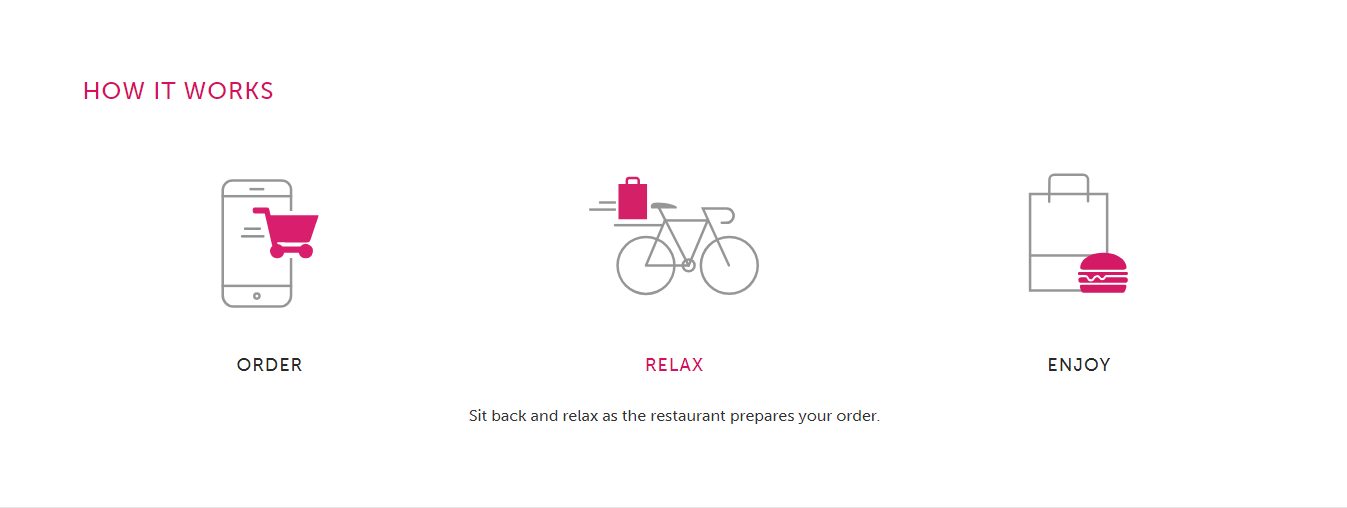 HOW IT WORKS
ORDER
RELAX
ENJOY
Sit back and relax as the restaurant prepares your order.